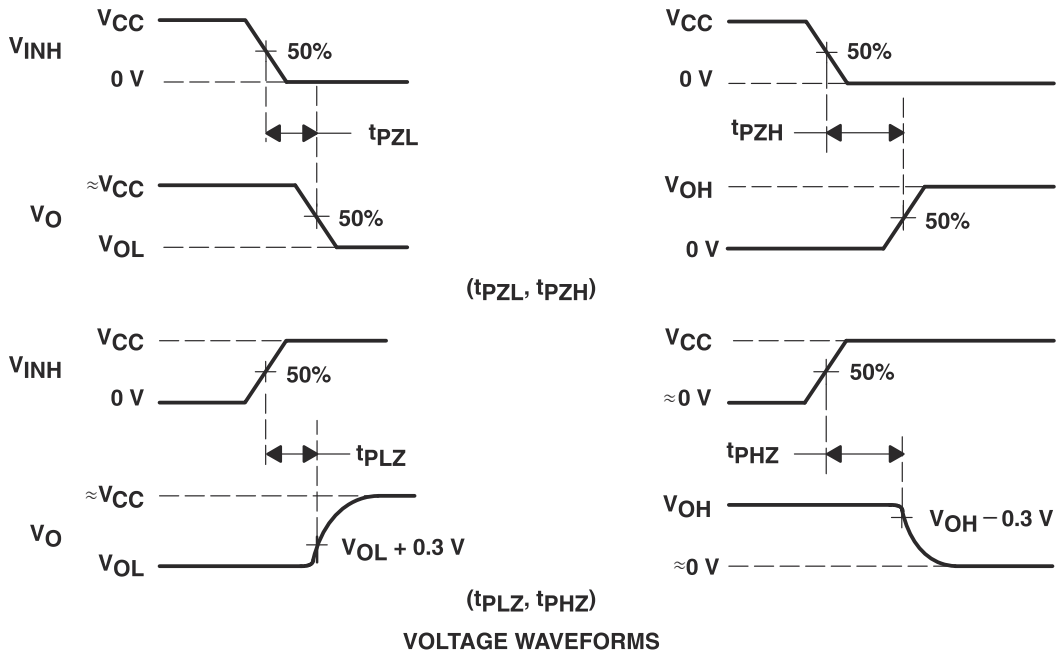 VCC
VINH
50%
0 V
tPZL
≈VCC
VO
50%
VOL
VCC
50%
0 V
tPZH
VOH
50%
0 V
(tPZL, tPZH)
VCC
VINH
50%
0 V
tPLZ
≈VCC
VO
VOL + 0.3 V
VOL
VCC
50%
≈0 V
tPHZ
VOH
VOH − 0.3 V
≈0 V
(tPLZ, tPHZ)
VOLTAGE WAVEFORMS